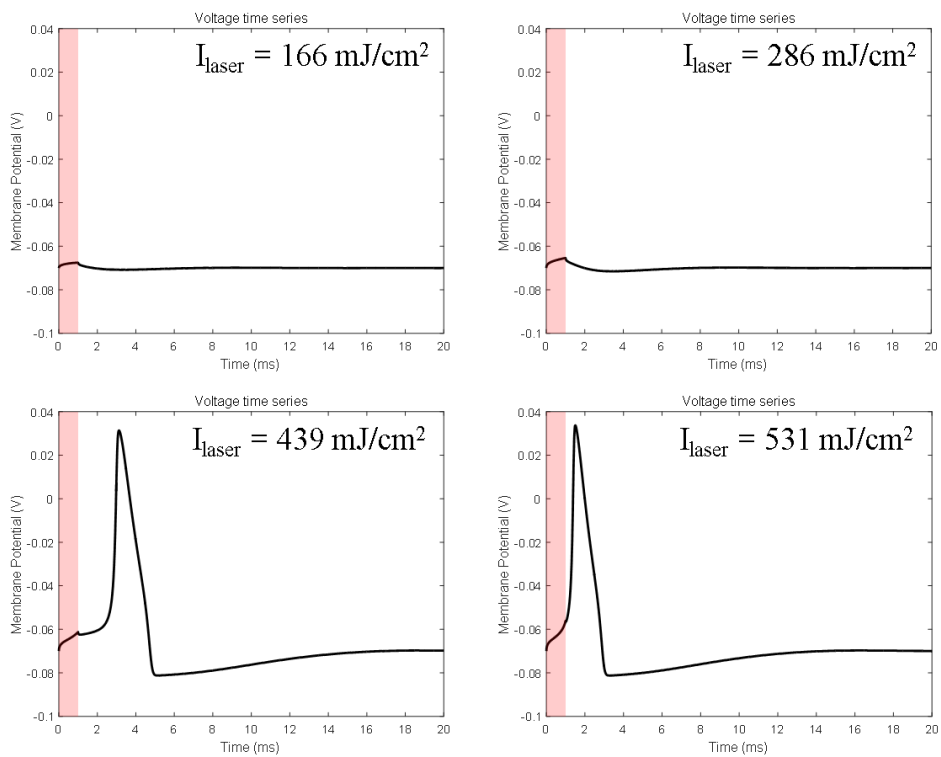 Voltage time series
I_laser = 166 mJ/cm²
Membrane Potential (V)
0.04
0.02
0
-0.02
-0.04
-0.06
-0.08
-0.1
0 2 4 6 8 10 12 14 16 18 20
Time (ms)
Voltage time series
I_laser = 286 mJ/cm²
Membrane Potential (V)
0.04
0.02
0
-0.02
-0.04
-0.06
-0.08
-0.1
0 2 4 6 8 10 12 14 16 18 20
Time (ms)
Voltage time series
I_laser = 439 mJ/cm²
Membrane Potential (V)
0.04
0.02
0
-0.02
-0.04
-0.06
-0.08
-0.1
0 2 4 6 8 10 12 14 16 18 20
Time (ms)
Voltage time series
I_laser = 531 mJ/cm²
Membrane Potential (V)
0.04
0.02
0
-0.02
-0.04
-0.06
-0.08
-0.1
0 2 4 6 8 10 12 14 16 18 20
Time (ms)